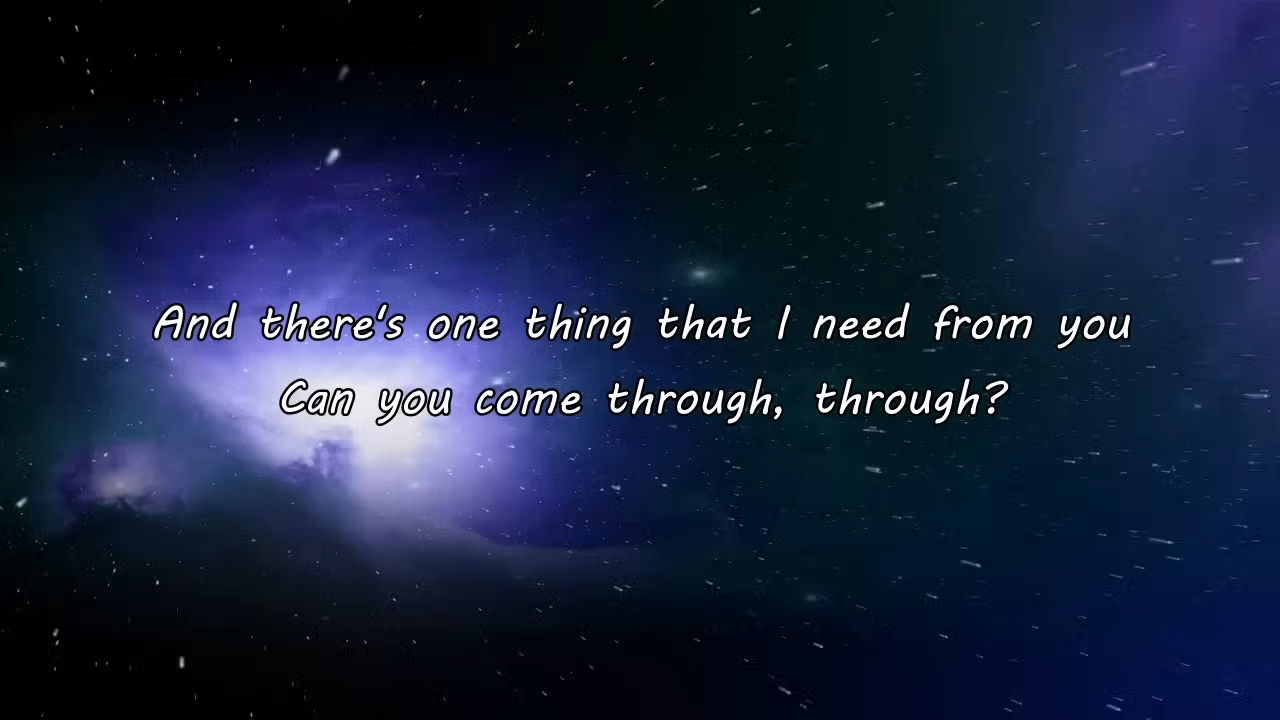 And there's one thing that I need from you
Can you come through, through?